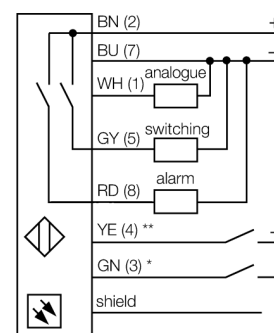 BN (2) +
BU (7) –
WH (1) analogue
GY (5) switching
RD (8) alarm
YE (4) **
GN (3) *
shield